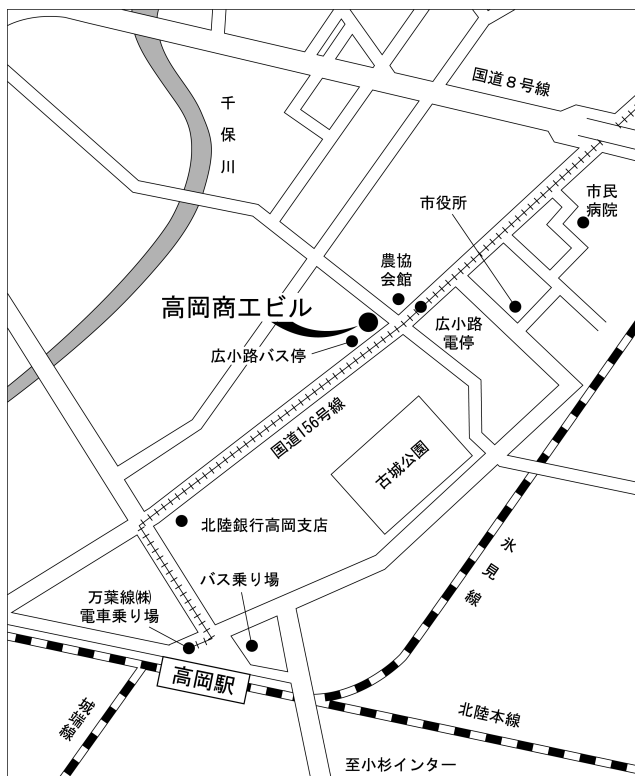 国道8号線
千保川
市民
病院
市役所
農協
会館
高岡商工ビル
広小路
電停
広小路バス停
国道156号線
古城公園
北陸銀行高岡支店
氷見線
バス乗り場
万葉線㈱
電車乗り場
高岡駅
城端線
北陸本線
至小杉インター